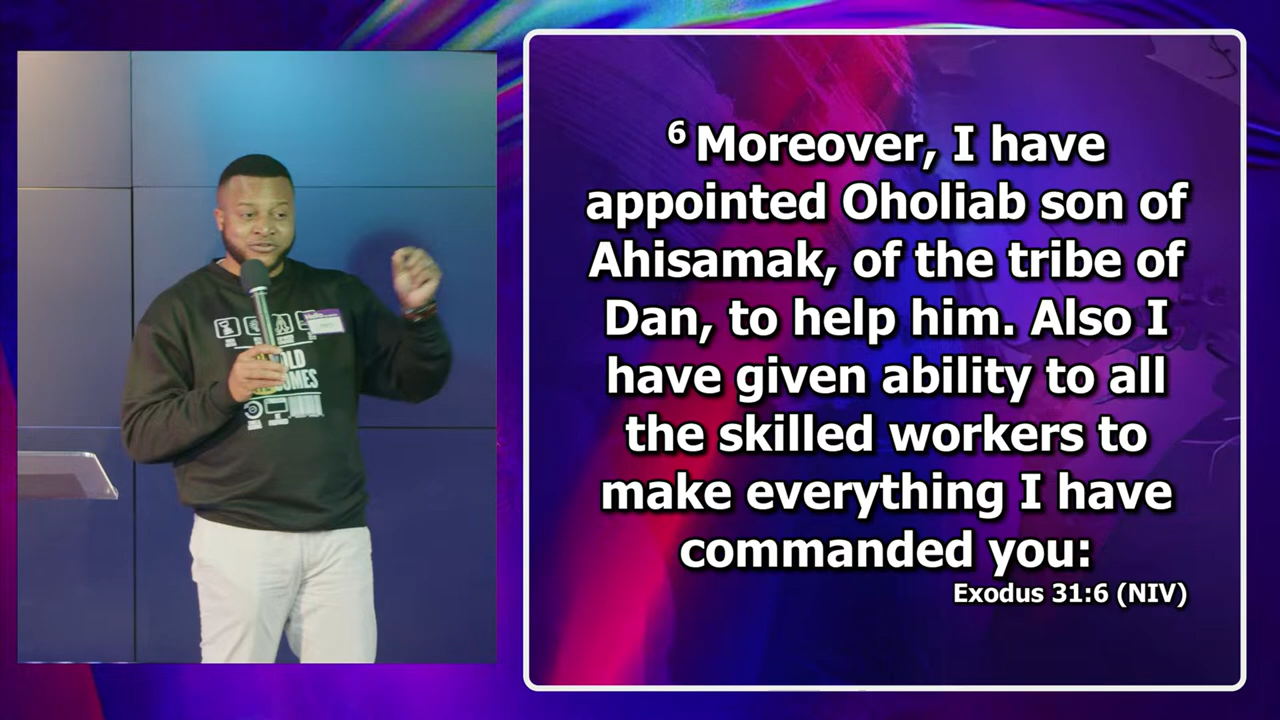 ⁶ Moreover, I have
appointed Oholiab son of
Ahisamak, of the tribe of
Dan, to help him. Also I
have given ability to all
the skilled workers to
make everything I have
commanded you:
Exodus 31:6 (NIV)